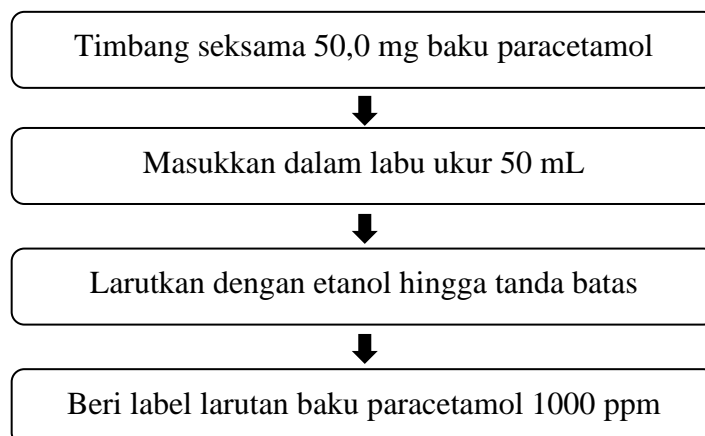 Timbang seksama 50,0 mg baku paracetamol
Masukkan dalam labu ukur 50 mL
Larutkan dengan etanol hingga tanda batas
Beri label larutan baku paracetamol 1000 ppm